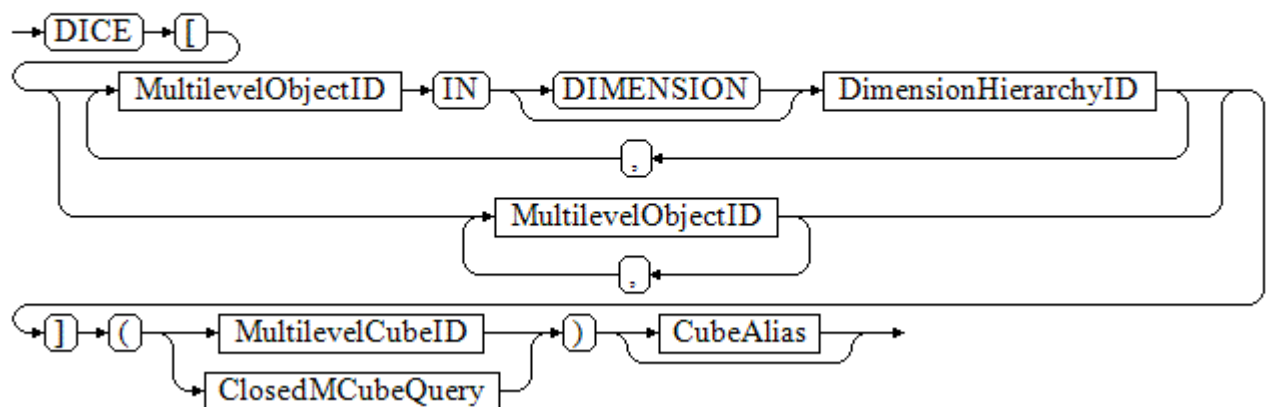 DICE [
MultilevelObjectID IN DIMENSION DimensionHierarchyID
,
MultilevelObjectID
,
] ( MultilevelCubeID ) CubeAlias
ClosedMCubeQuery